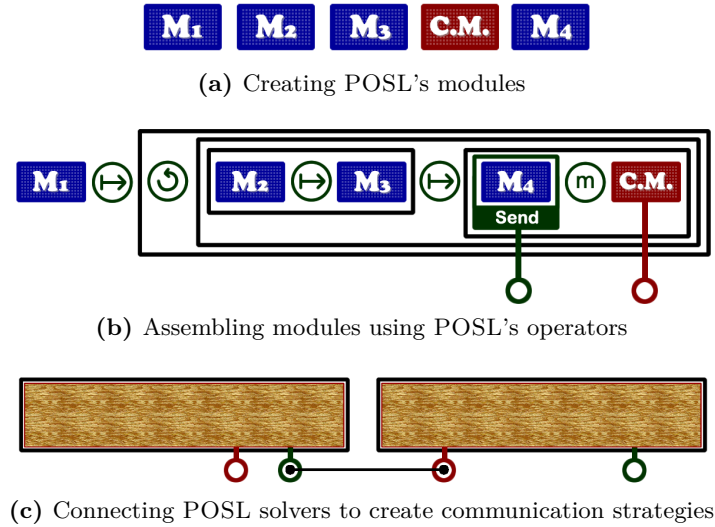 M₁ M₂ M₃ C.M. M₄
(a) Creating POSL's modules
M₁ ↦ ↺ M₂ ↦ M₃ ↦ M₄ m C.M.
Send
(b) Assembling modules using POSL's operators
(c) Connecting POSL solvers to create communication strategies